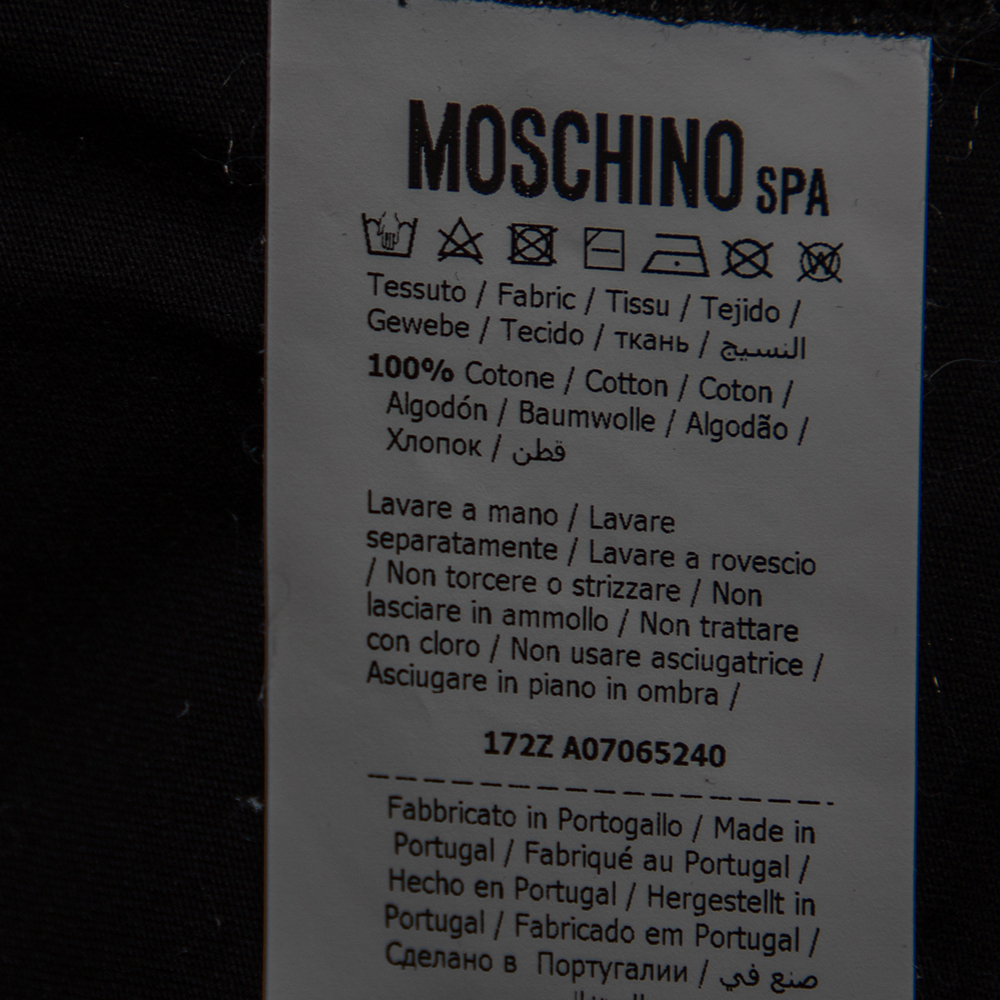 MOSCHINO SPA
Tessuto / Fabric / Tissu / Tejido /
Gewebe / Tecido / ткань / النسيج
100% Cotone / Cotton / Coton /
Algodón / Baumwolle / Algodão /
Хлопок / قطن
Lavare a mano / Lavare
separatamente / Lavare a rovescio
/ Non torcere o strizzare / Non
lasciare in ammollo / Non trattare
con cloro / Non usare asciugatrice /
Asciugare in piano in ombra /
172Z A07065240
Fabbricato in Portogallo / Made in
Portugal / Fabriqué au Portugal /
Hecho en Portugal / Hergestellt in
Portugal / Fabricado em Portugal /
Сделано в Португалии / صنع في